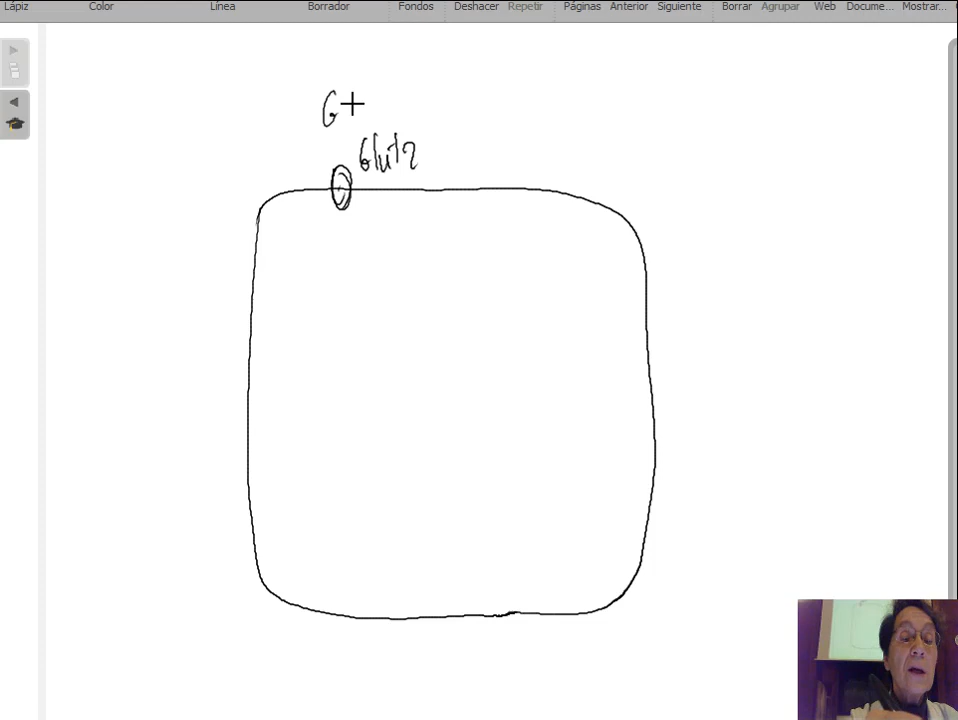 Lápiz Color Línea Borrador Fondos Deshacer Repetir Páginas Anterior Siguiente Borrar Agrupar Web Docume... Mostrar...
G+
Glut2